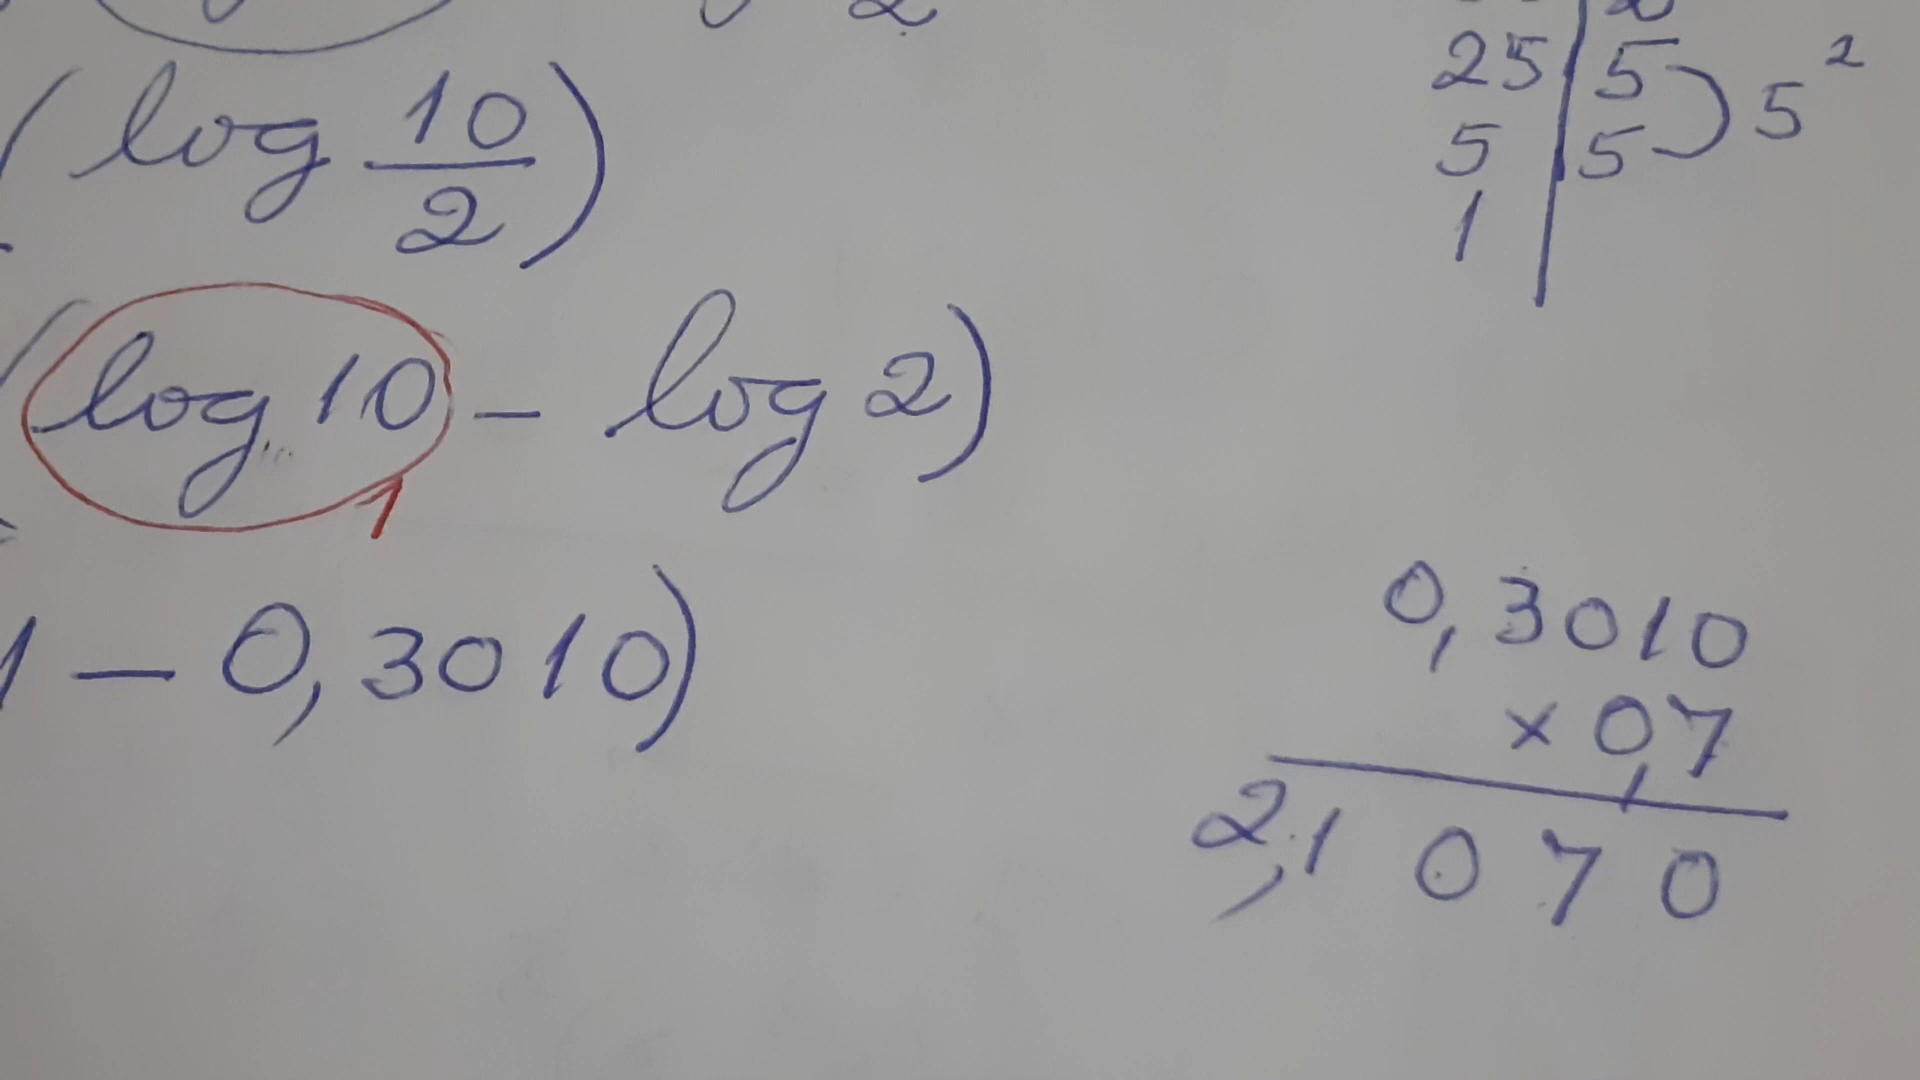 2
(log 10/2)
(log 10 - log 2)
1
1 - 0,3010)
25 | 5
5 | 5 ) 5²
1 |
0,3010
x 0,7
2,1070